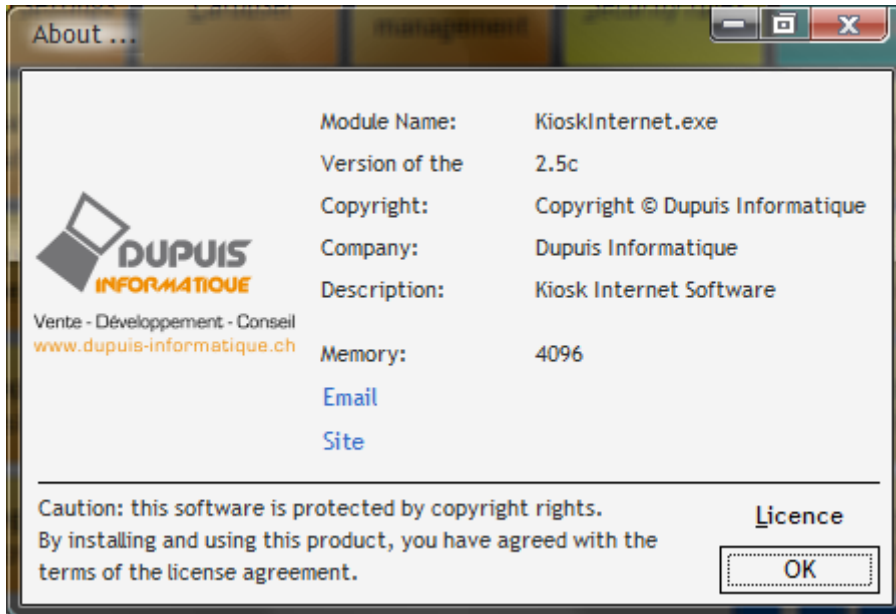 Carousel
management
About ...
Module Name: KioskInternet.exe
Version of the 2.5c
Copyright: Copyright © Dupuis Informatique
Company: Dupuis Informatique
Description: Kiosk Internet Software
Memory: 4096
Email
Site
DUPUIS
INFORMATIQUE
Vente - Développement - Conseil
www.dupuis-informatique.ch
Caution: this software is protected by copyright rights.
By installing and using this product, you have agreed with the
terms of the license agreement.
Licence
OK